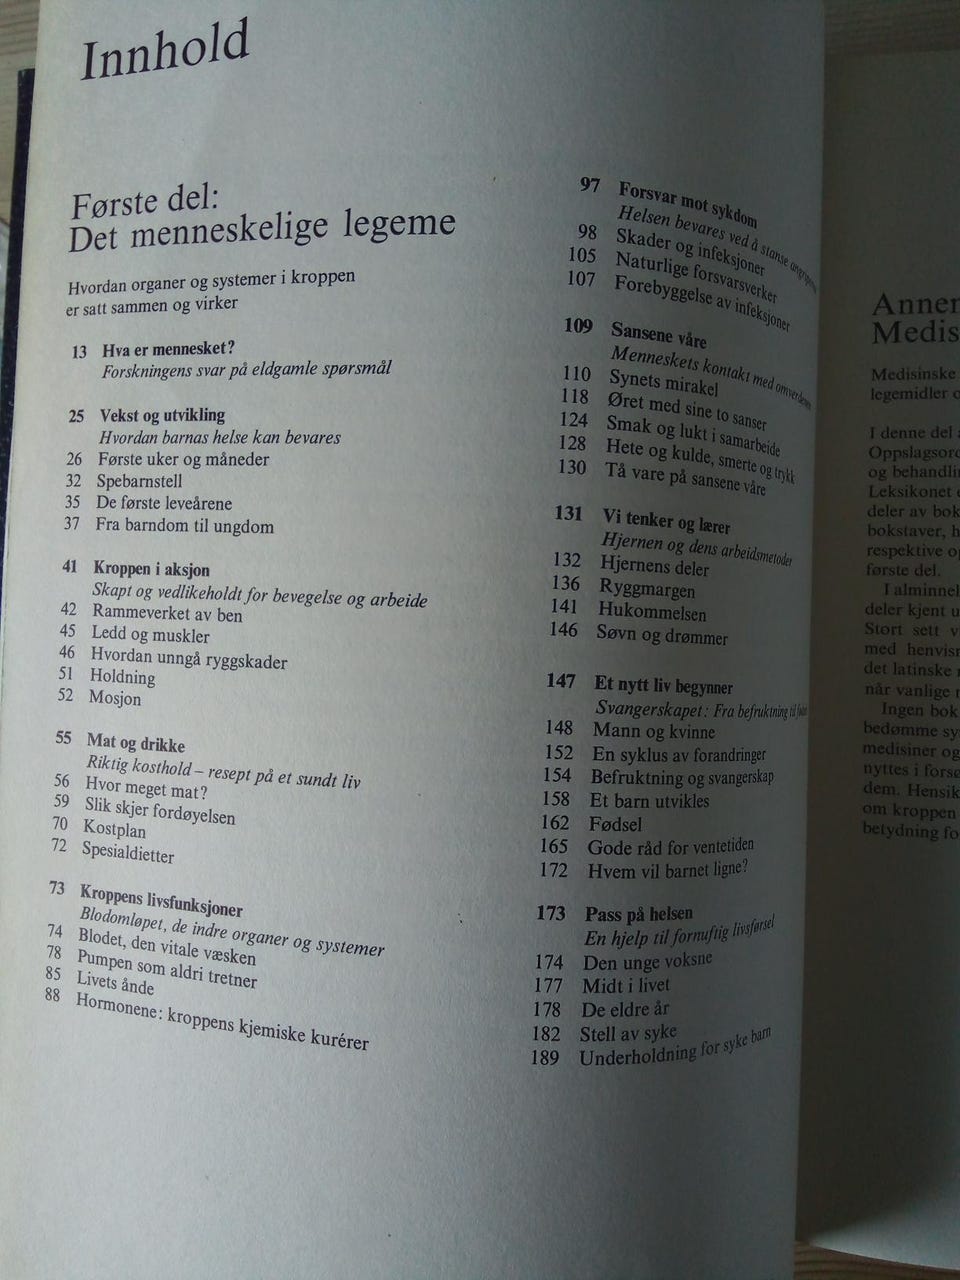 Innhold
Første del:
Det menneskelige legeme
Hvordan organer og systemer i kroppen
er satt sammen og virker
13 Hva er mennesket?
Forskningens svar på eldgamle spørsmål
25 Vekst og utvikling
Hvordan barnas helse kan bevares
26 Første uker og måneder
32 Spebarnstell
35 De første leveårene
37 Fra barndom til ungdom
41 Kroppen i aksjon
Skapt og vedlikeholdt for bevegelse og arbeide
42 Rammeverket av ben
45 Ledd og muskler
46 Hvordan unngå ryggskader
51 Holdning
52 Mosjon
55 Mat og drikke
Riktig kosthold – resept på et sundt liv
56 Hvor meget mat?
59 Slik skjer fordøyelsen
70 Kostplan
72 Spesialdietter
73 Kroppens livsfunksjoner
Blodomløpet, de indre organer og systemer
74 Blodet, den vitale væsken
78 Pumpen som aldri tretner
85 Livets ånde
88 Hormonene: kroppens kjemiske kurérer
97 Forsvar mot sykdom
Helsen bevares ved å stanse angriperne
98 Skader og infeksjoner
105 Naturlige forsvarsverker
107 Forebyggelse av infeksjoner
109 Sansene våre
Menneskets kontakt med omverdenen
110 Synets mirakel
118 Øret med sine to sanser
124 Smak og lukt i samarbeide
128 Hete og kulde, smerte og trykk
130 Tå vare på sansene våre
131 Vi tenker og lærer
Hjernen og dens arbeidsmetoder
132 Hjernens deler
136 Ryggmargen
141 Hukommelsen
146 Søvn og drømmer
147 Et nytt liv begynner
Svangerskapet: Fra befruktning til
148 Mann og kvinne
152 En syklus av forandringer
154 Befruktning og svangerskap
158 Et barn utvikles
162 Fødsel
165 Gode råd for ventetiden
172 Hvem vil barnet ligne?
173 Pass på helsen
En hjelp til fornuftig livsførsel
174 Den unge voksne
177 Midt i livet
178 De eldre år
182 Stell av syke
189 Underholdning for syke barn
Medisinske
legemidler
I denne del
og
Leksikonet
deler av
bokstaver,
respektive
første del.
deler kjent
Stort sett
med
det latinske
når vanlige
Ingen bok
bedømme
medisiner og
nyttes i
dem.
om kroppen
betydning